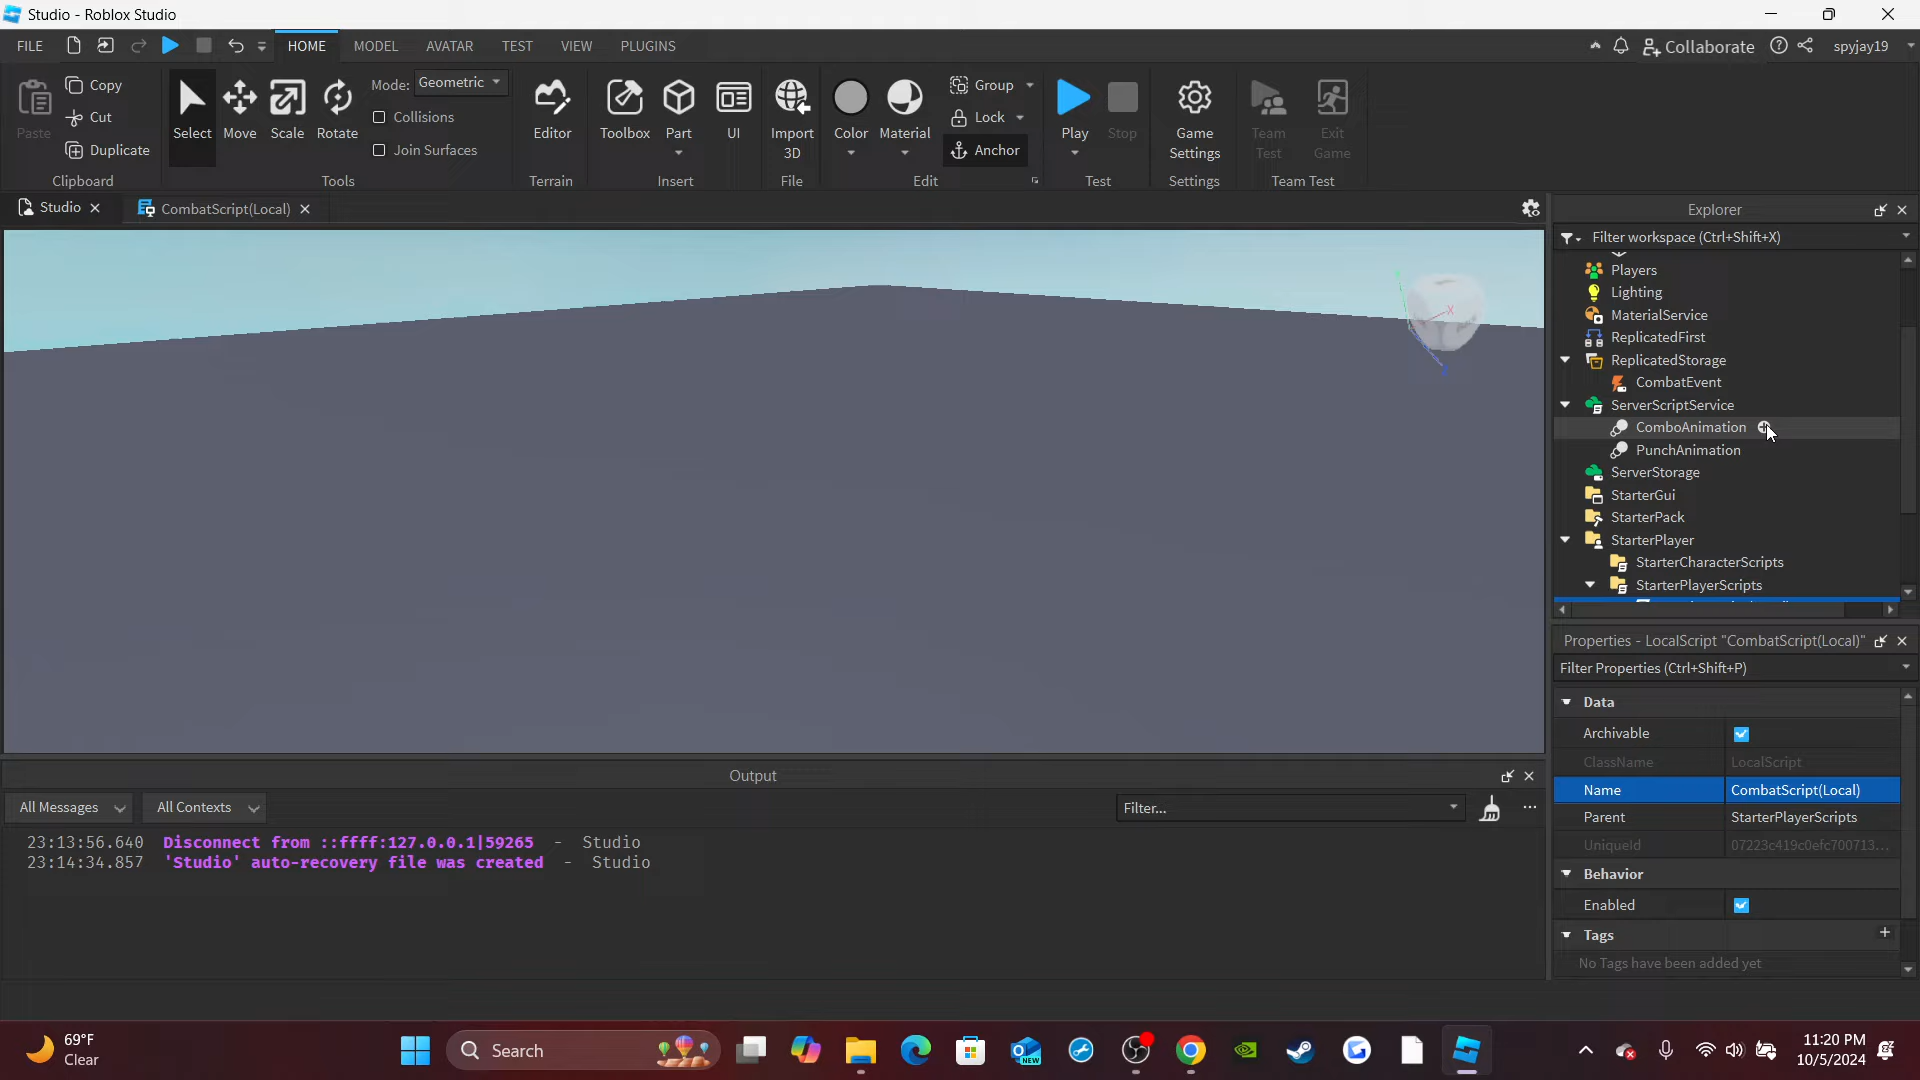 Studio - Roblox Studio
FILE HOME MODEL AVATAR TEST VIEW PLUGINS Collaborate spyjay19
Paste Copy Cut Duplicate Clipboard
Select Move Scale Rotate Mode: Geometric Collisions Join Surfaces Tools
Editor Terrain
Toolbox Part UI Insert
Import 3D File
Color Material Group Lock Anchor Edit
Play Stop Test
Game Settings Settings
Team Test Exit Game Team Test
Studio CombatScript(Local)
Explorer
Filter workspace (Ctrl+Shift+X)
Players
Lighting
MaterialService
ReplicatedFirst
ReplicatedStorage
CombatEvent
ServerScriptService
ComboAnimation
PunchAnimation
ServerStorage
StarterGui
StarterPack
StarterPlayer
StarterCharacterScripts
StarterPlayerScripts
X
Properties - LocalScript "CombatScript(Local)"
Filter Properties (Ctrl+Shift+P)
Data
Archivable
ClassName LocalScript
Name CombatScript(Local)
Parent StarterPlayerScripts
UniqueId 07223c419c0efc700713...
Behavior
Enabled
Tags +
No Tags have been added yet
Output
All Messages All Contexts Filter... ...
23:13:56.640 Disconnect from ::ffff:127.0.0.1|59265 - Studio
23:14:34.857 'Studio' auto-recovery file was created - Studio
69°F
Clear
Search
NEW
11:20 PM
10/5/2024